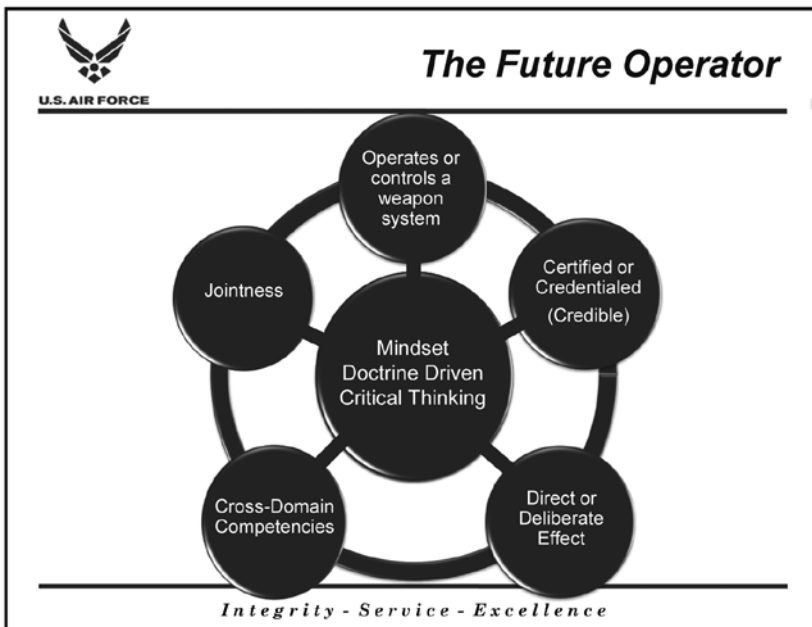 The Future Operator
U.S. AIR FORCE
Operates or
controls a
weapon
system
Certified or
Credentialed
(Credible)
Jointness
Mindset
Doctrine Driven
Critical Thinking
Cross-Domain
Competencies
Direct or
Deliberate
Effect
Integrity - Service - Excellence